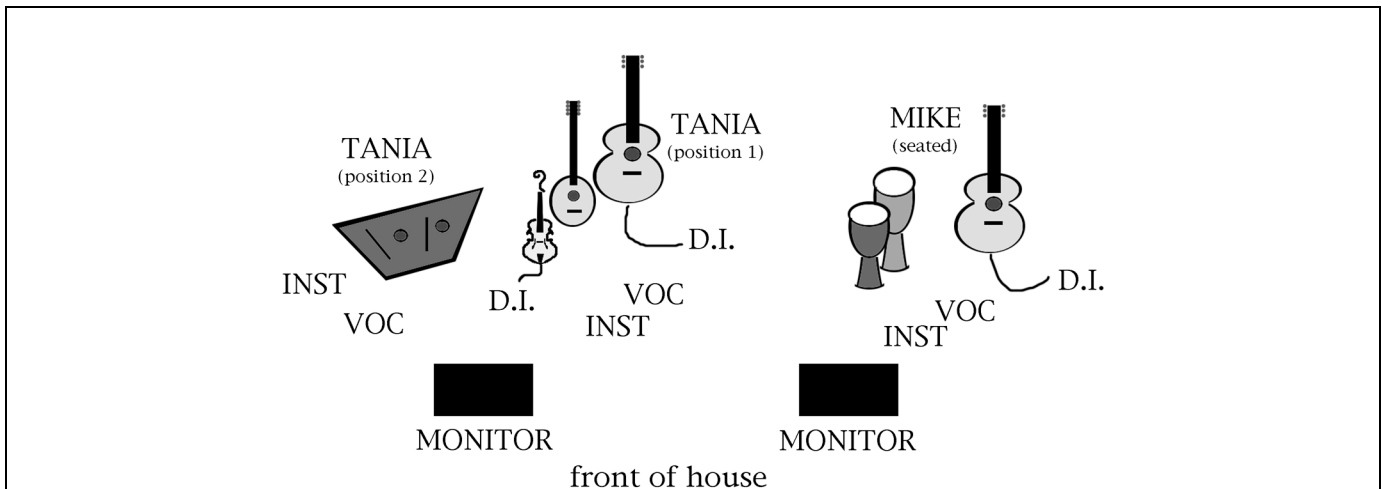 TANIA
(position 2)
TANIA
(position 1)
MIKE
(seated)
INST
VOC
D.I.
D.I.
VOC
INST
D.I.
VOC
INST
MONITOR
MONITOR
front of house